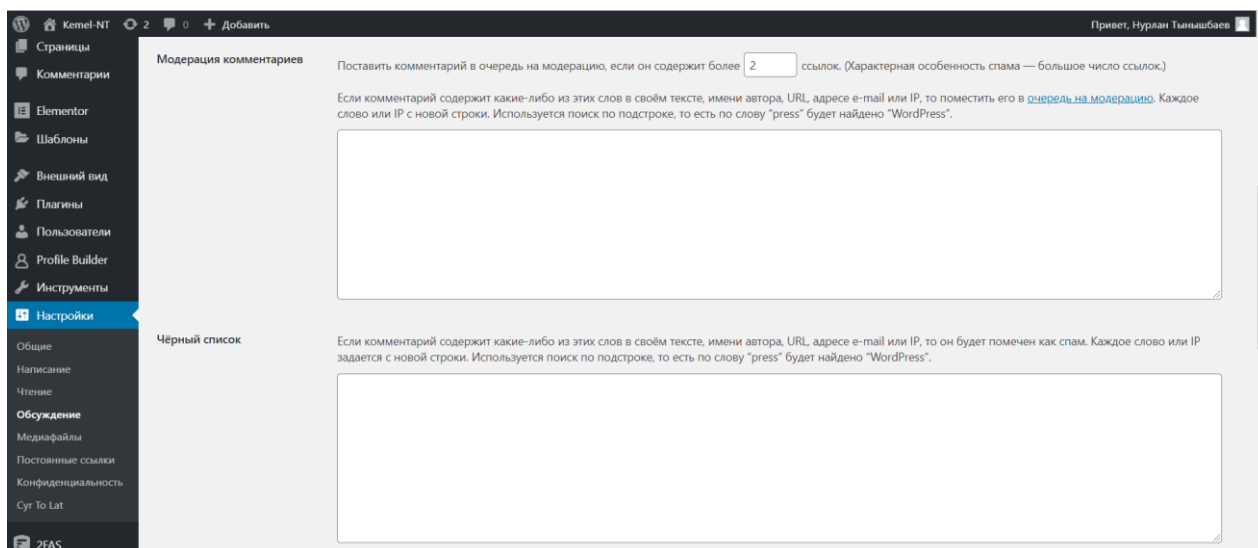 Kemel-NT 2 0 + Добавить Привет, Нурлан Тынышбаев
Страницы
Комментарии
Elementor
Шаблоны
Внешний вид
Плагины
Пользователи
Profile Builder
Инструменты
Настройки
Общие
Написание
Чтение
Обсуждение
Медиафайлы
Постоянные ссылки
Конфиденциальность
Cyr To Lat
2FAS
Модерация комментариев
Поставить комментарий в очередь на модерацию, если он содержит более 2 ссылок. (Характерная особенность спама — большое число ссылок.)
Если комментарий содержит какие-либо из этих слов в своём тексте, имени автора, URL, адресе e-mail или IP, то поместить его в очередь на модерацию. Каждое
слово или IP с новой строки. Используется поиск по подстроке, то есть по слову “press” будет найдено “WordPress”.
Чёрный список
Если комментарий содержит какие-либо из этих слов в своём тексте, имени автора, URL, адресе e-mail или IP, то он будет помечен как спам. Каждое слово или IP
задается с новой строки. Используется поиск по подстроке, то есть по слову “press” будет найдено “WordPress”.